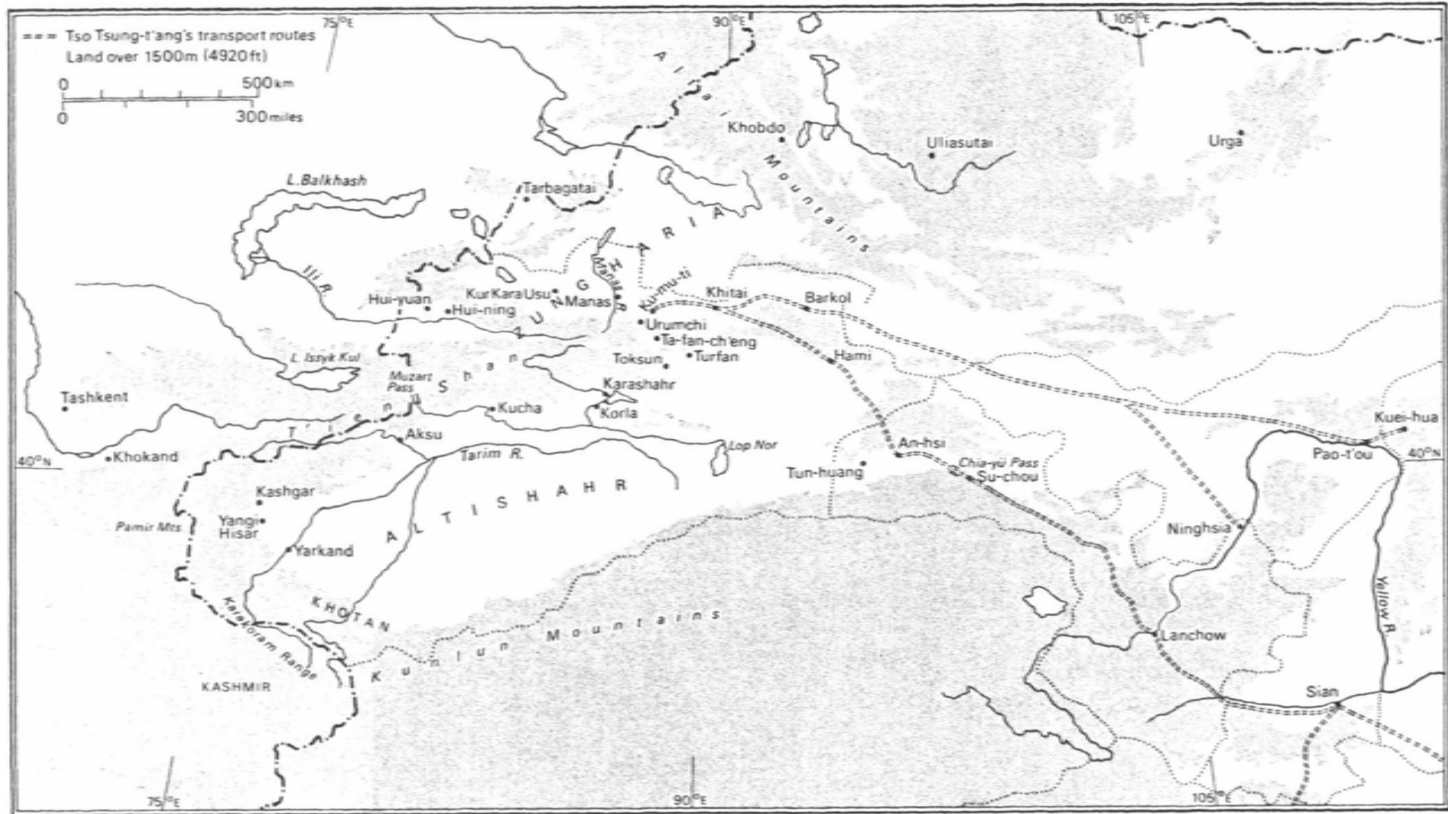 75°E
90°E
105°E
=== Tso Tsung-t'ang's transport routes
Land over 1500m (4920ft)
0 500km
0 300miles
Altai Mountains
Khobdo
Uliasutai
Urga
L. Balkhash
Tarbagatai
ZUNGHARIA
Ili R.
Hui-yuan
Hui-ning
Kur Kara Usu
Manas
Manas R.
Ku-mu-ti
Khitai
Barkol
Urumchi
Ta-fan-ch'eng
Toksun
Turfan
Hami
L. Issyk Kul
Muzart
Pass
T'ien Shan
Karashahr
Tashkent
Kucha
Korla
Kuei-hua
Aksu
Lop Nor
An-hsi
Pao-t'ou
40°N
Khokand
Tarim R.
Tun-huang
Chia-yü Pass
Su-chou
40°N
Kashgar
ALTISHAHR
Pamir Mts.
Yangi
Hisar
Ninghsia
Yarkand
Yellow R.
KHOTAN
Karakoram Range
Kunlun Mountains
Lanchow
KASHMIR
Sian
75°E
90°E
105°E